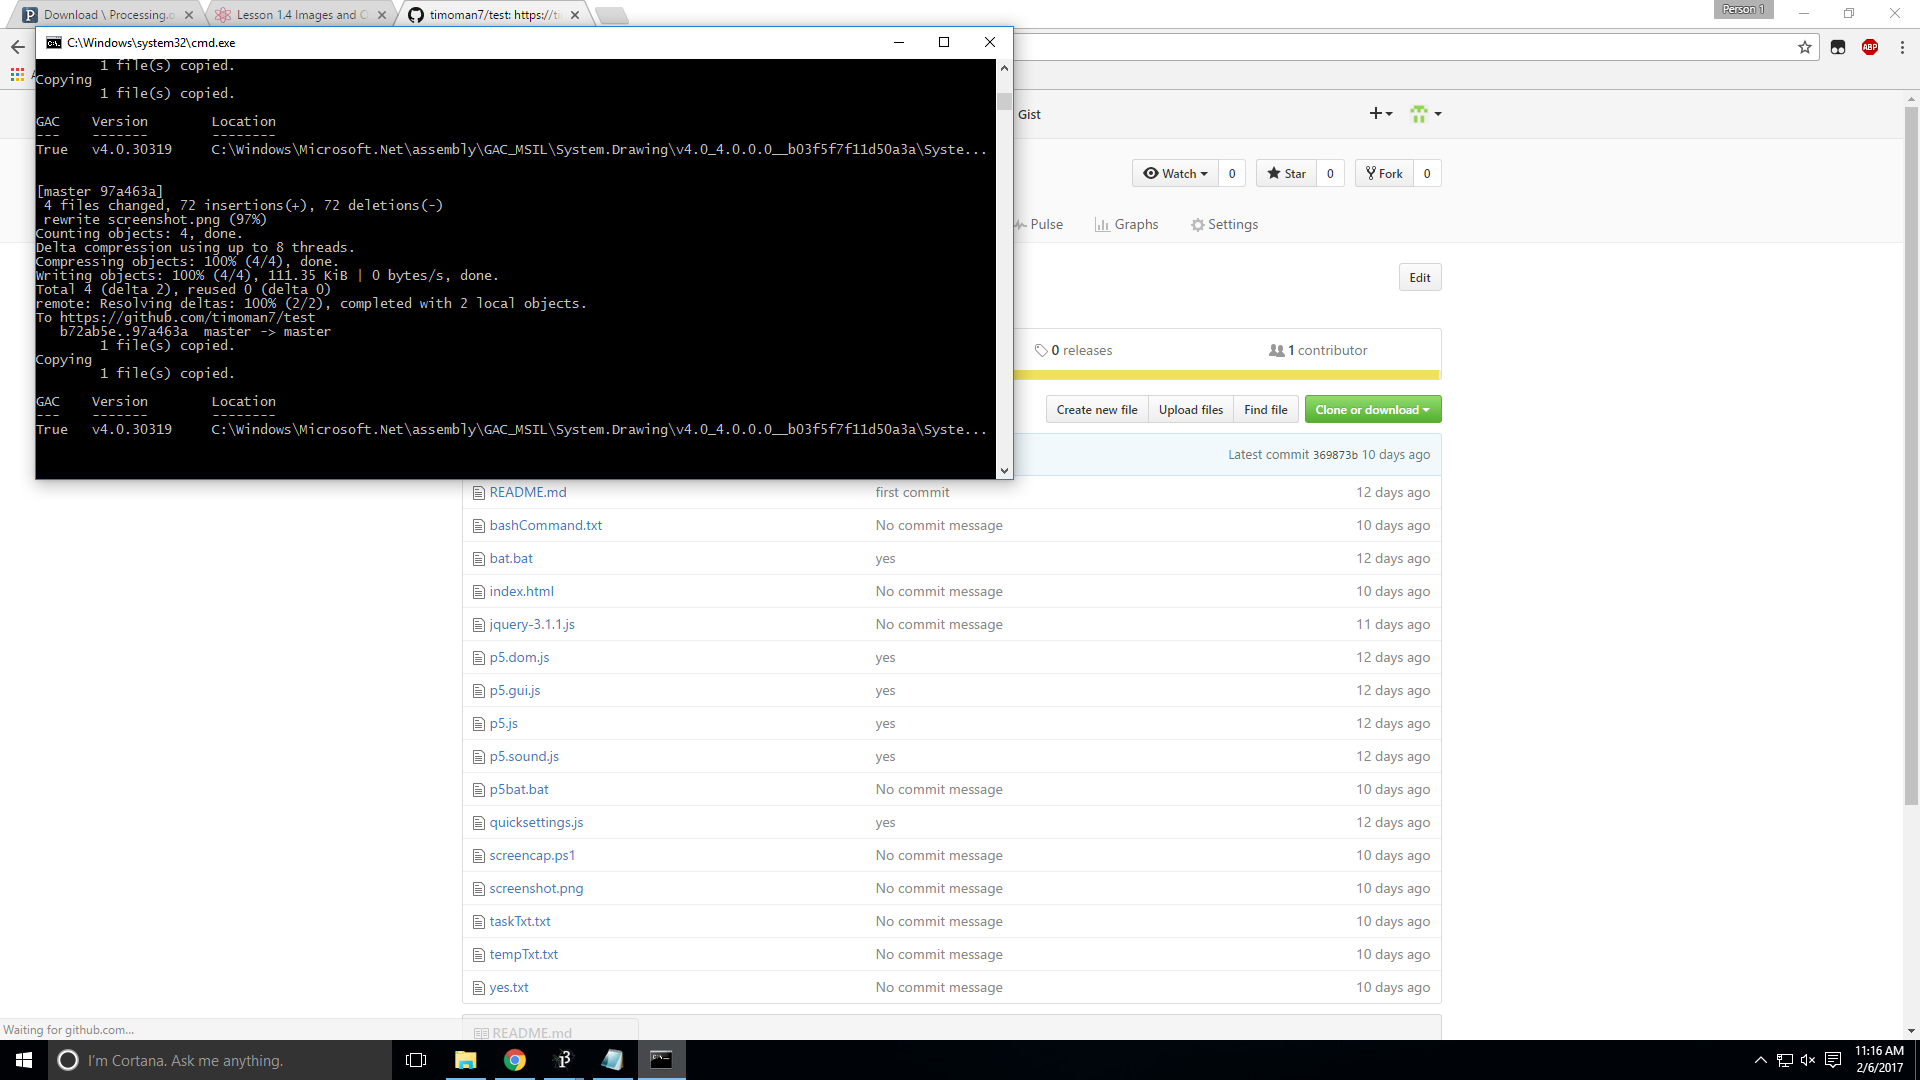 Download \ Processing.o
Lesson 1.4 Images and O
timoman7/test: https://ti
Person 1
C:\Windows\system32\cmd.exe
ABP
        1 file(s) copied.
Copying
        1 file(s) copied.
GAC    Version        Location
---    -------        --------
True   v4.0.30319     C:\Windows\Microsoft.Net\assembly\GAC_MSIL\System.Drawing\v4.0_4.0.0.0__b03f5f7f11d50a3a\Syste...
[master 97a463a]
 4 files changed, 72 insertions(+), 72 deletions(-)
 rewrite screenshot.png (97%)
Counting objects: 4, done.
Delta compression using up to 8 threads.
Compressing objects: 100% (4/4), done.
Writing objects: 100% (4/4), 111.35 KiB | 0 bytes/s, done.
Total 4 (delta 2), reused 0 (delta 0)
remote: Resolving deltas: 100% (2/2), completed with 2 local objects.
To https://github.com/timoman7/test
   b72ab5e..97a463a  master -> master
        1 file(s) copied.
Copying
        1 file(s) copied.
GAC    Version        Location
---    -------        --------
True   v4.0.30319     C:\Windows\Microsoft.Net\assembly\GAC_MSIL\System.Drawing\v4.0_4.0.0.0__b03f5f7f11d50a3a\Syste...
Gist
Watch 0 Star 0 Fork 0
Pulse Graphs Settings
Edit
0 releases 1 contributor
Create new file Upload files Find file Clone or download
Latest commit 369873b 10 days ago
README.md first commit 12 days ago
bashCommand.txt No commit message 10 days ago
bat.bat yes 12 days ago
index.html No commit message 10 days ago
jquery-3.1.1.js No commit message 11 days ago
p5.dom.js yes 12 days ago
p5.gui.js yes 12 days ago
p5.js yes 12 days ago
p5.sound.js yes 12 days ago
p5bat.bat No commit message 10 days ago
quicksettings.js yes 12 days ago
screencap.ps1 No commit message 10 days ago
screenshot.png No commit message 10 days ago
taskTxt.txt No commit message 10 days ago
tempTxt.txt No commit message 10 days ago
yes.txt No commit message 10 days ago
README.md
Waiting for github.com...
I'm Cortana. Ask me anything.
11:16 AM
2/6/2017